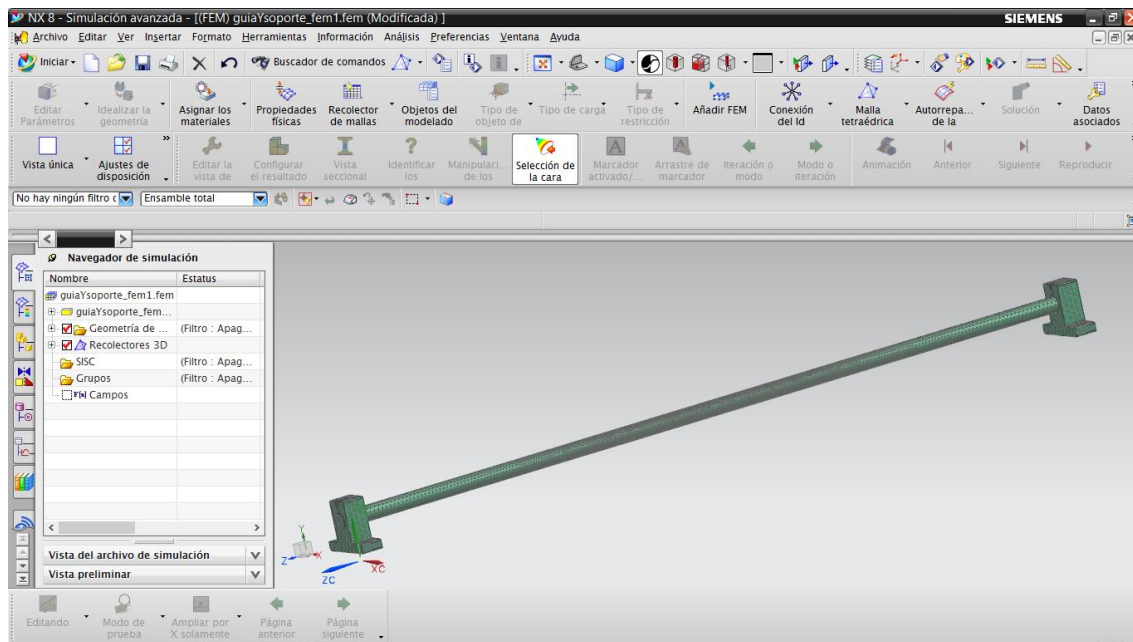 NX 8 - Simulación avanzada - [(FEM) guiaYsoporte_fem1.fem (Modificada) ]
SIEMENS
Archivo Editar Ver Insertar Formato Herramientas Información Análisis Preferencias Ventana Ayuda
Iniciar
Buscador de comandos
Editar Parámetros
Idealizar la geometría
Asignar los materiales
Propiedades físicas
Recolector de mallas
Objetos del modelado
Tipo de objeto de
Tipo de carga
Tipo de restricción
Añadir FEM
Conexión del Id
Malla tetraédrica
Autorrepa... de la
Solución
Datos asociados
Vista única
Ajustes de disposición
Editar la vista de
Configurar el resultado
Vista seccional
Identificar los
Manipulaci... de los
Selección de la cara
Marcador activado/...
Arrastre de marcador
Iteración o modo
Modo o iteración
Animación
Anterior
Siguiente
Reproducir
No hay ningún filtro c
Ensamble total
Navegador de simulación
Nombre Estatus
guiaYsoporte_fem1.fem
guiaYsoporte_fem...
Geometría de ... (Filtro : Apag...
Recolectores 3D
SISC (Filtro : Apag...
Grupos (Filtro : Apag...
Campos
Vista del archivo de simulación
Vista preliminar
Y
Z
X
ZC
XC
Editando
Modo de prueba
Ampliar por X solamente
Página anterior
Página siguiente